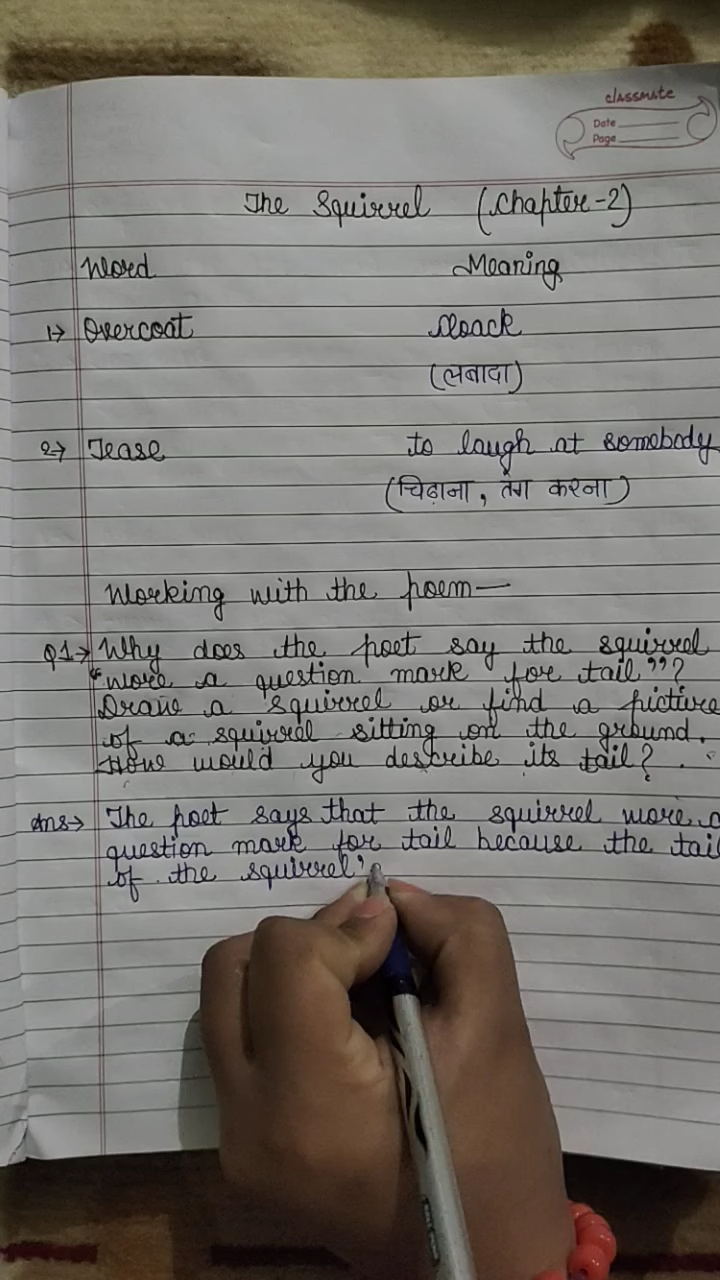 classmate
Date
Page
The Squirrel (Chapter-2)
Word Meaning
1→ Overcoat cloack
(लबादा)
2→ Tease to laugh at somebody
(चिढ़ाना, तंग करना)
Working with the poem—
Q1→ Why does the poet say the squirrel
"wore a question mark for tail"?
Draw a squirrel or find a picture
of a squirrel sitting on the ground.
How would you describe its tail?
Ans→ The poet says that the squirrel wore a
question mark for tail because the tail
of the squirrel'